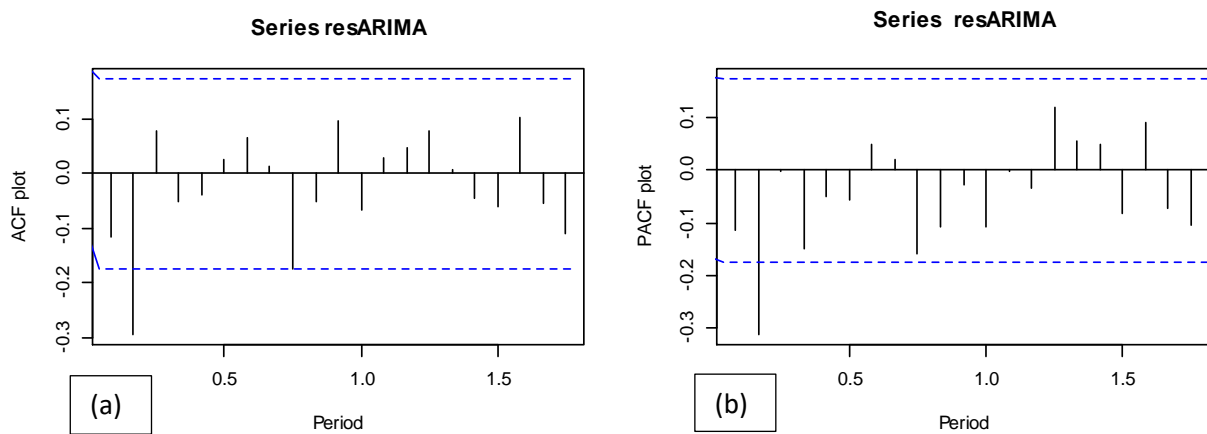 Series resARIMA
ACF plot
0.1
0.0
-0.1
-0.2
-0.3
0.5
1.0
1.5
Period
(a)
Series resARIMA
PACF plot
0.1
0.0
-0.1
-0.2
-0.3
0.5
1.0
1.5
Period
(b)